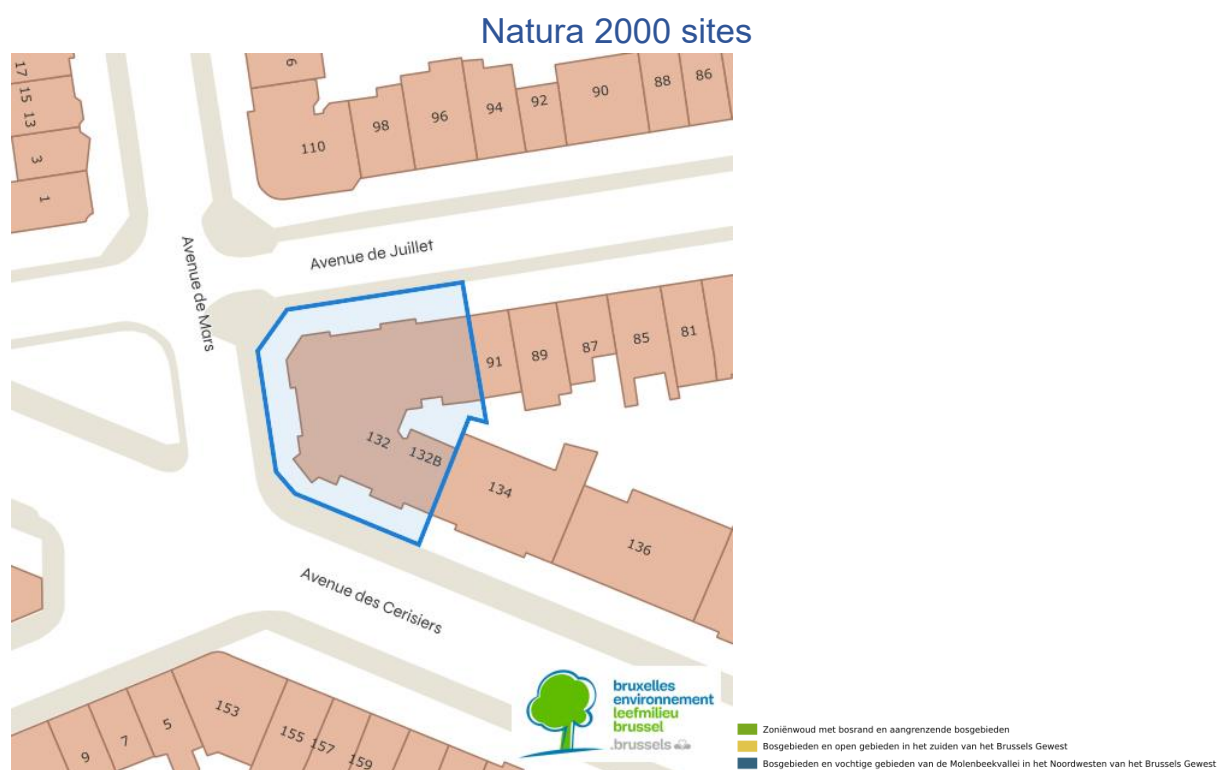 Natura 2000 sites
17
15
13
3
1
6
110
98
96
94
92
90
88
86
Avenue de Juillet
Avenue de Mars
91
89
87
85
81
132
132B
134
136
Avenue des Cerisiers
9
7
5
153
155
157
159
bruxelles
environnement
leefmilieu
brussel
.brussels
Zoniënwoud met bosrand en aangrenzende bosgebieden
Bosgebieden en open gebieden in het zuiden van het Brussels Gewest
Bosgebieden en vochtige gebieden van de Molenbeekvallei in het Noordwesten van het Brussels Gewest